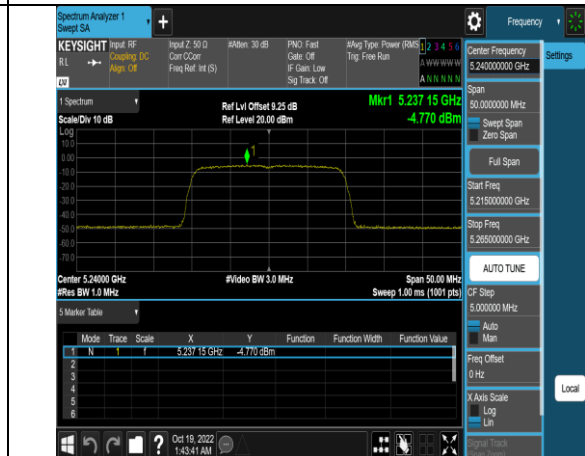 Spectrum Analyzer 1
Swept SA
+
Frequency
KEYSIGHT
RL
Input: RF
Coupling: DC
Align: Off
Input Z: 50 Ω
Corr CCorr
Freq Ref: Int (S)
#Atten: 30 dB
PNO: Fast
Gate: Off
IF Gain: Low
Sig Track: Off
#Avg Type: Power (RMS
Trig: Free Run
1 2 3 4 5 6
A W W W W W
A N N N N N
1 Spectrum
Scale/Div 10 dB
Ref Lvl Offset 9.25 dB
Ref Level 20.00 dBm
Mkr1 5.237 15 GHz
-4.770 dBm
Log
10.0
0.00
-10.0
-20.0
-30.0
-40.0
-50.0
-60.0
-70.0
1
Center 5.24000 GHz
#Res BW 1.0 MHz
#Video BW 3.0 MHz
Span 50.00 MHz
Sweep 1.00 ms (1001 pts)
5 Marker Table
Mode Trace Scale X Y Function Function Width Function Value
1 N 1 f 5.237 15 GHz -4.770 dBm
2
3
4
5
6
Oct 19, 2022
1:43:41 AM
Center Frequency
5.240000000 GHz
Settings
Span
50.0000000 MHz
Swept Span
Zero Span
Full Span
Start Freq
5.215000000 GHz
Stop Freq
5.265000000 GHz
AUTO TUNE
CF Step
5.000000 MHz
Auto
Man
Freq Offset
0 Hz
X Axis Scale
Log
Lin
Local
Signal Track